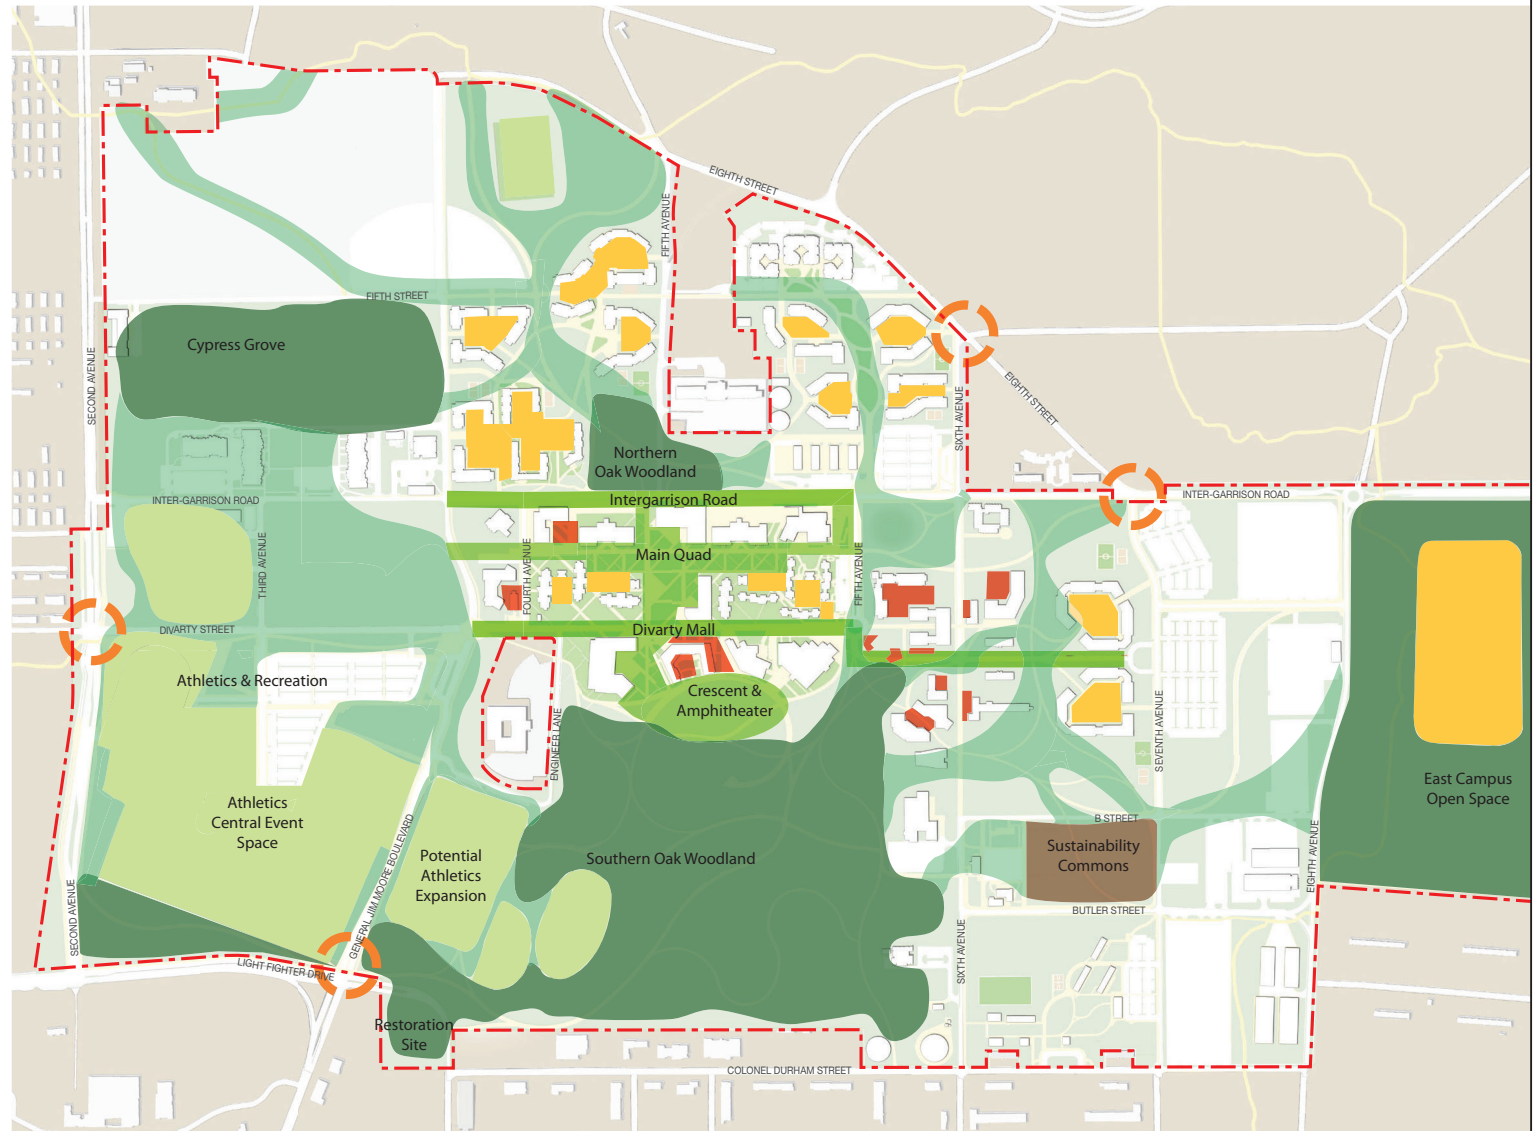 EIGHTH STREET
FIFTH AVENUE
FIFTH STREET
Cypress Grove
SECOND AVENUE
EIGHTH STREET
SIXTH AVENUE
Northern
Oak Woodland
INTER-GARRISON ROAD
Intergarrison Road
INTER-GARRISON ROAD
THIRD AVENUE
FOURTH AVENUE
Main Quad
FIFTH AVENUE
DIVARTY STREET
Divarty Mall
Athletics & Recreation
Crescent &
Amphitheater
ENGINEER LANE
SEVENTH AVENUE
East Campus
Open Space
Athletics
Central Event
Space
GENERAL JIM MOORE BOULEVARD
Potential
Athletics
Expansion
Southern Oak Woodland
B STREET
Sustainability
Commons
EIGHTH AVENUE
BUTLER STREET
SECOND AVENUE
SIXTH AVENUE
LIGHT FIGHTER DRIVE
Restoration
Site
COLONEL DURHAM STREET